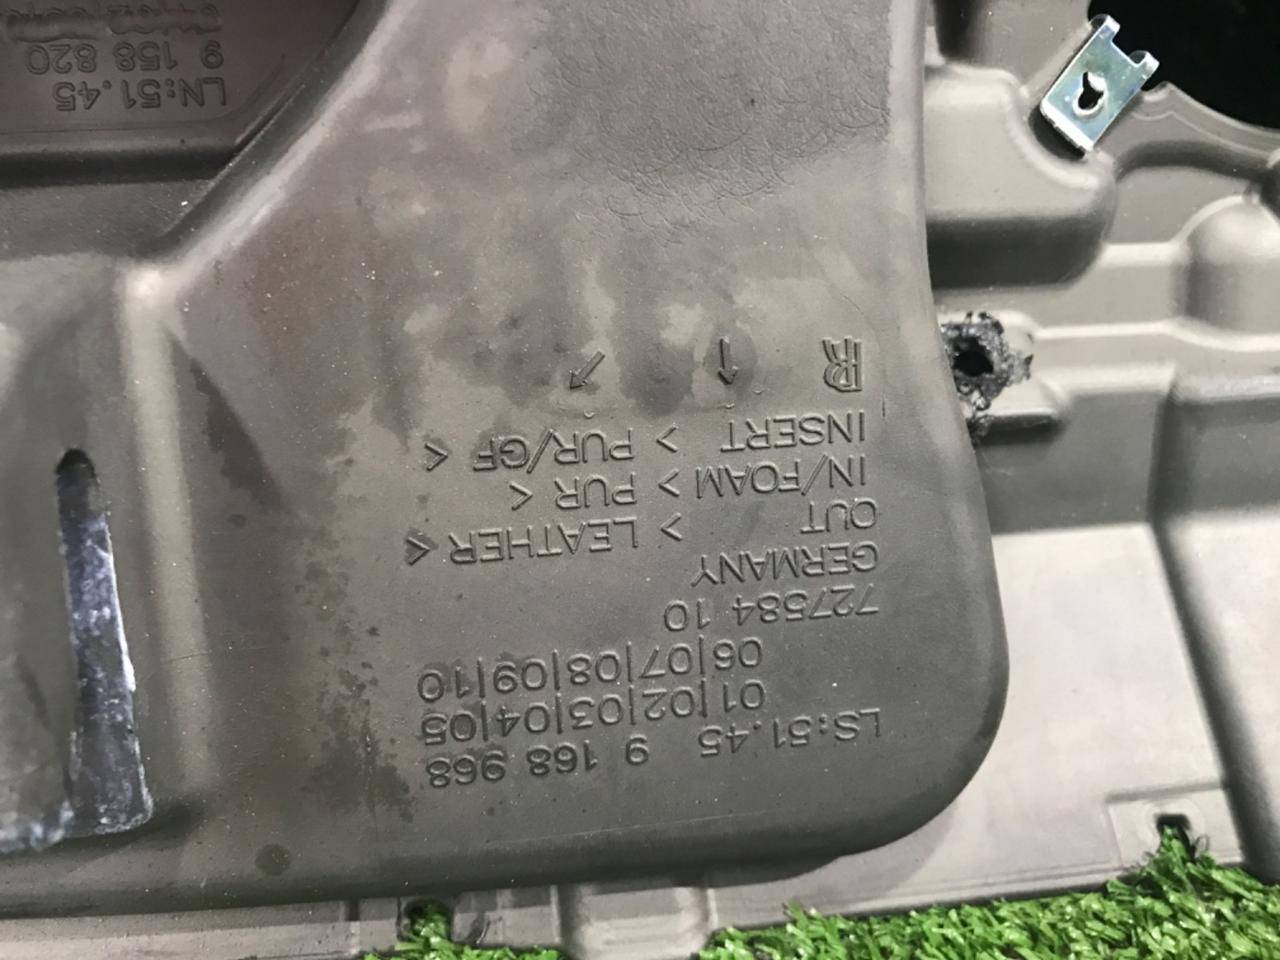 LS:51.45 9 168 968
01|02|03|04|05
06|07|08|09|10
727584 10
GERMANY
OUT > LEATHER <
IN/FOAM > PUR <
INSERT > PUR/GF <
R ↑ ↗
LN:51.45
9 158 820